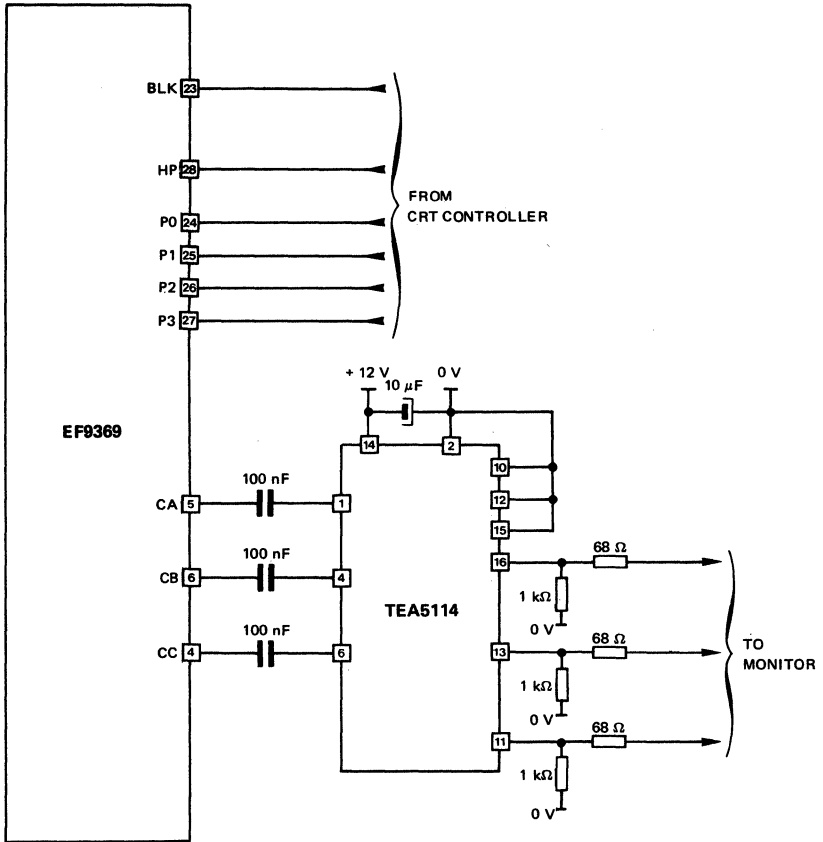 BLK 23
HP 28
P0 24
P1 25
P2 26
P3 27
FROM
CRT CONTROLLER
+ 12 V
10 µF
0 V
EF9369
14
2
10
12
15
CA 5
100 nF
1
CB 6
100 nF
4
CC 4
100 nF
6
TEA5114
16
68 Ω
1 kΩ
0 V
13
68 Ω
1 kΩ
0 V
11
68 Ω
1 kΩ
0 V
TO
MONITOR